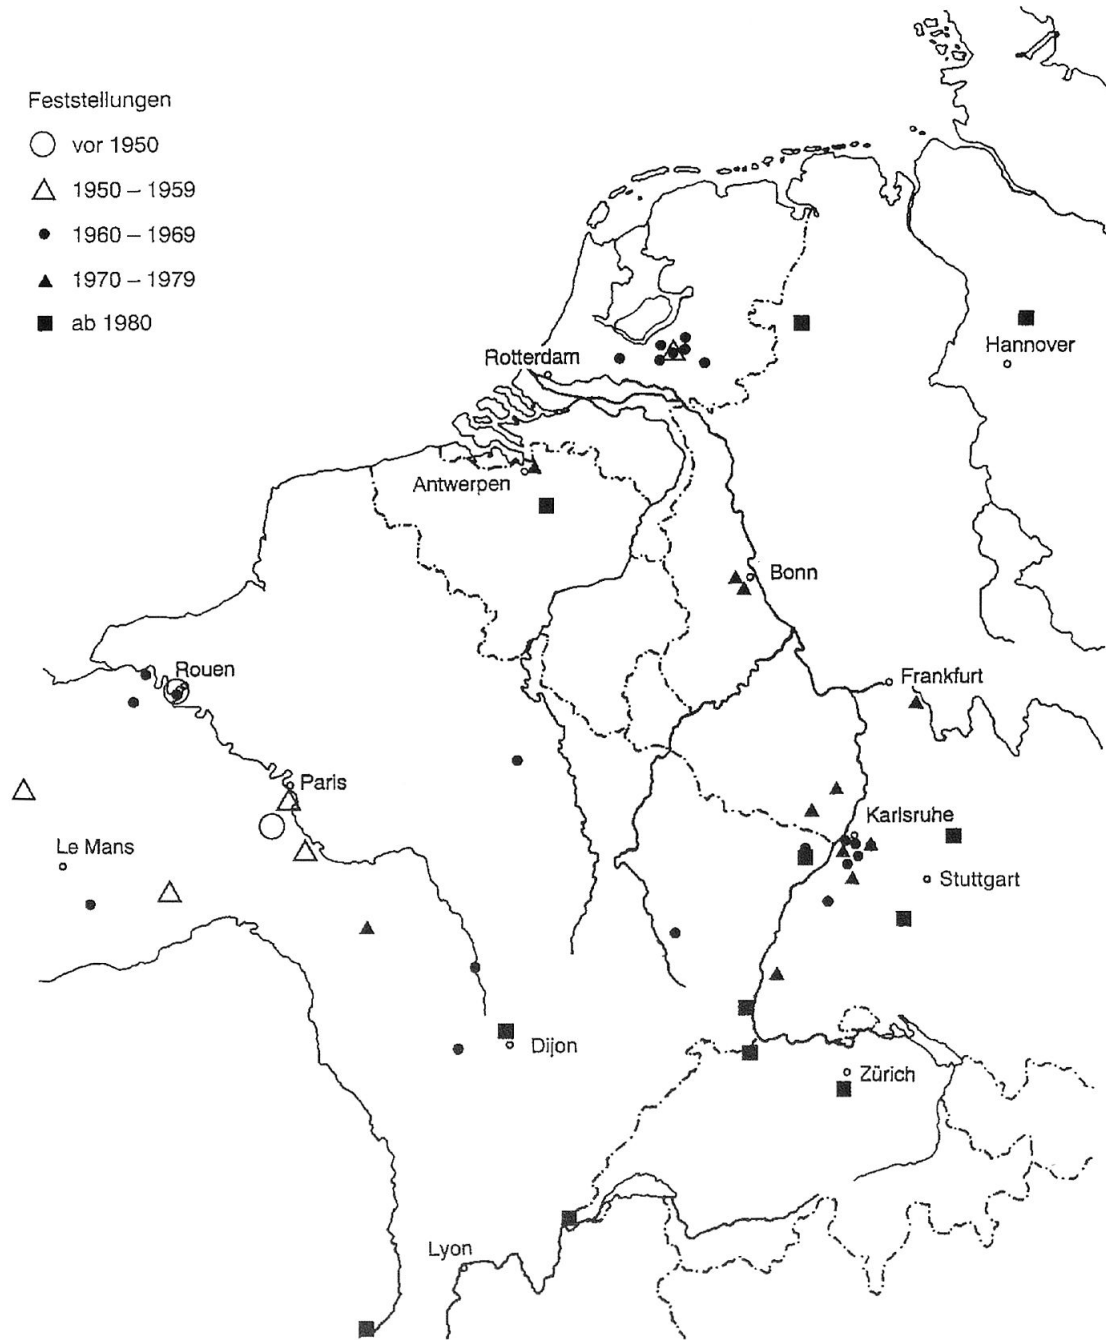 Feststellungen
vor 1950
1950 – 1959
1960 – 1969
1970 – 1979
ab 1980
Hannover
Rotterdam
Antwerpen
Bonn
Rouen
Frankfurt
Paris
Karlsruhe
Le Mans
Stuttgart
Dijon
Zürich
Lyon